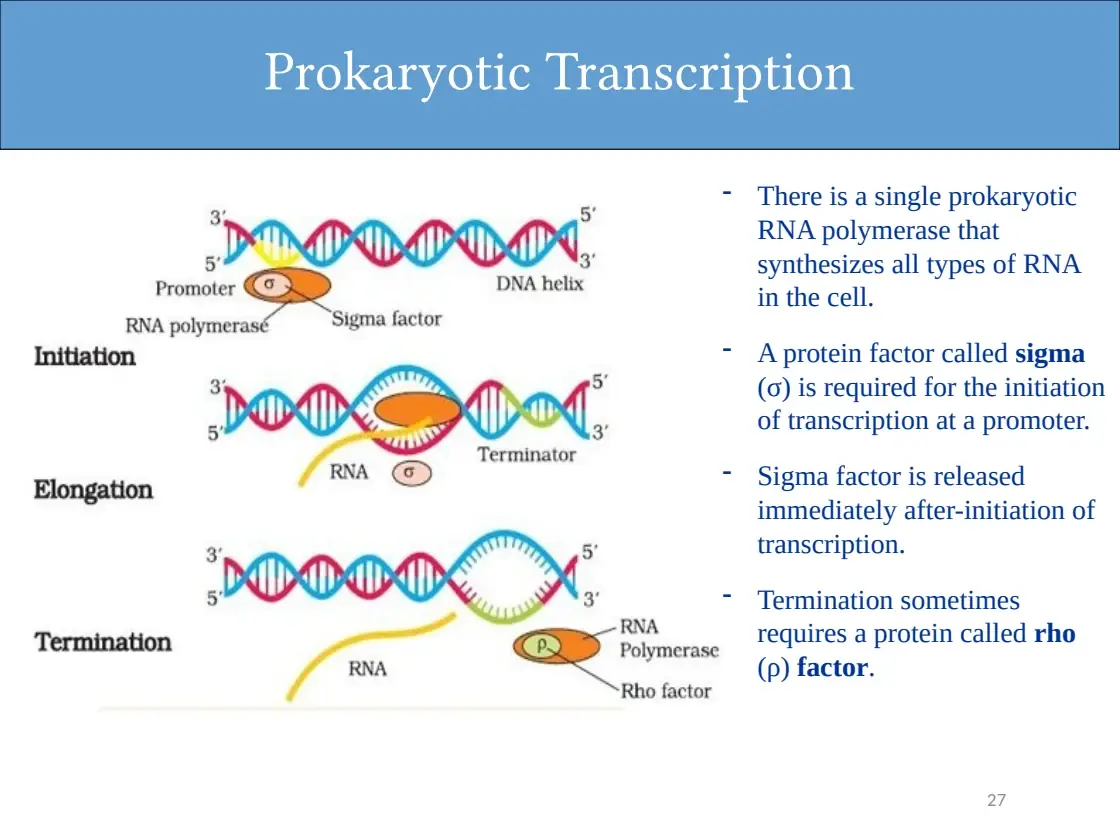 Prokaryotic Transcription
3′
5′
5′
3′
Promoter
σ
DNA helix
RNA polymerase
Sigma factor
Initiation
3′
5′
5′
3′
RNA
σ
Terminator
Elongation
3′
5′
5′
3′
Termination
RNA
ρ
RNA
Polymerase
Rho factor
- There is a single prokaryotic
RNA polymerase that
synthesizes all types of RNA
in the cell.
- A protein factor called sigma
(σ) is required for the initiation
of transcription at a promoter.
- Sigma factor is released
immediately after-initiation of
transcription.
- Termination sometimes
requires a protein called rho
(ρ) factor.
27